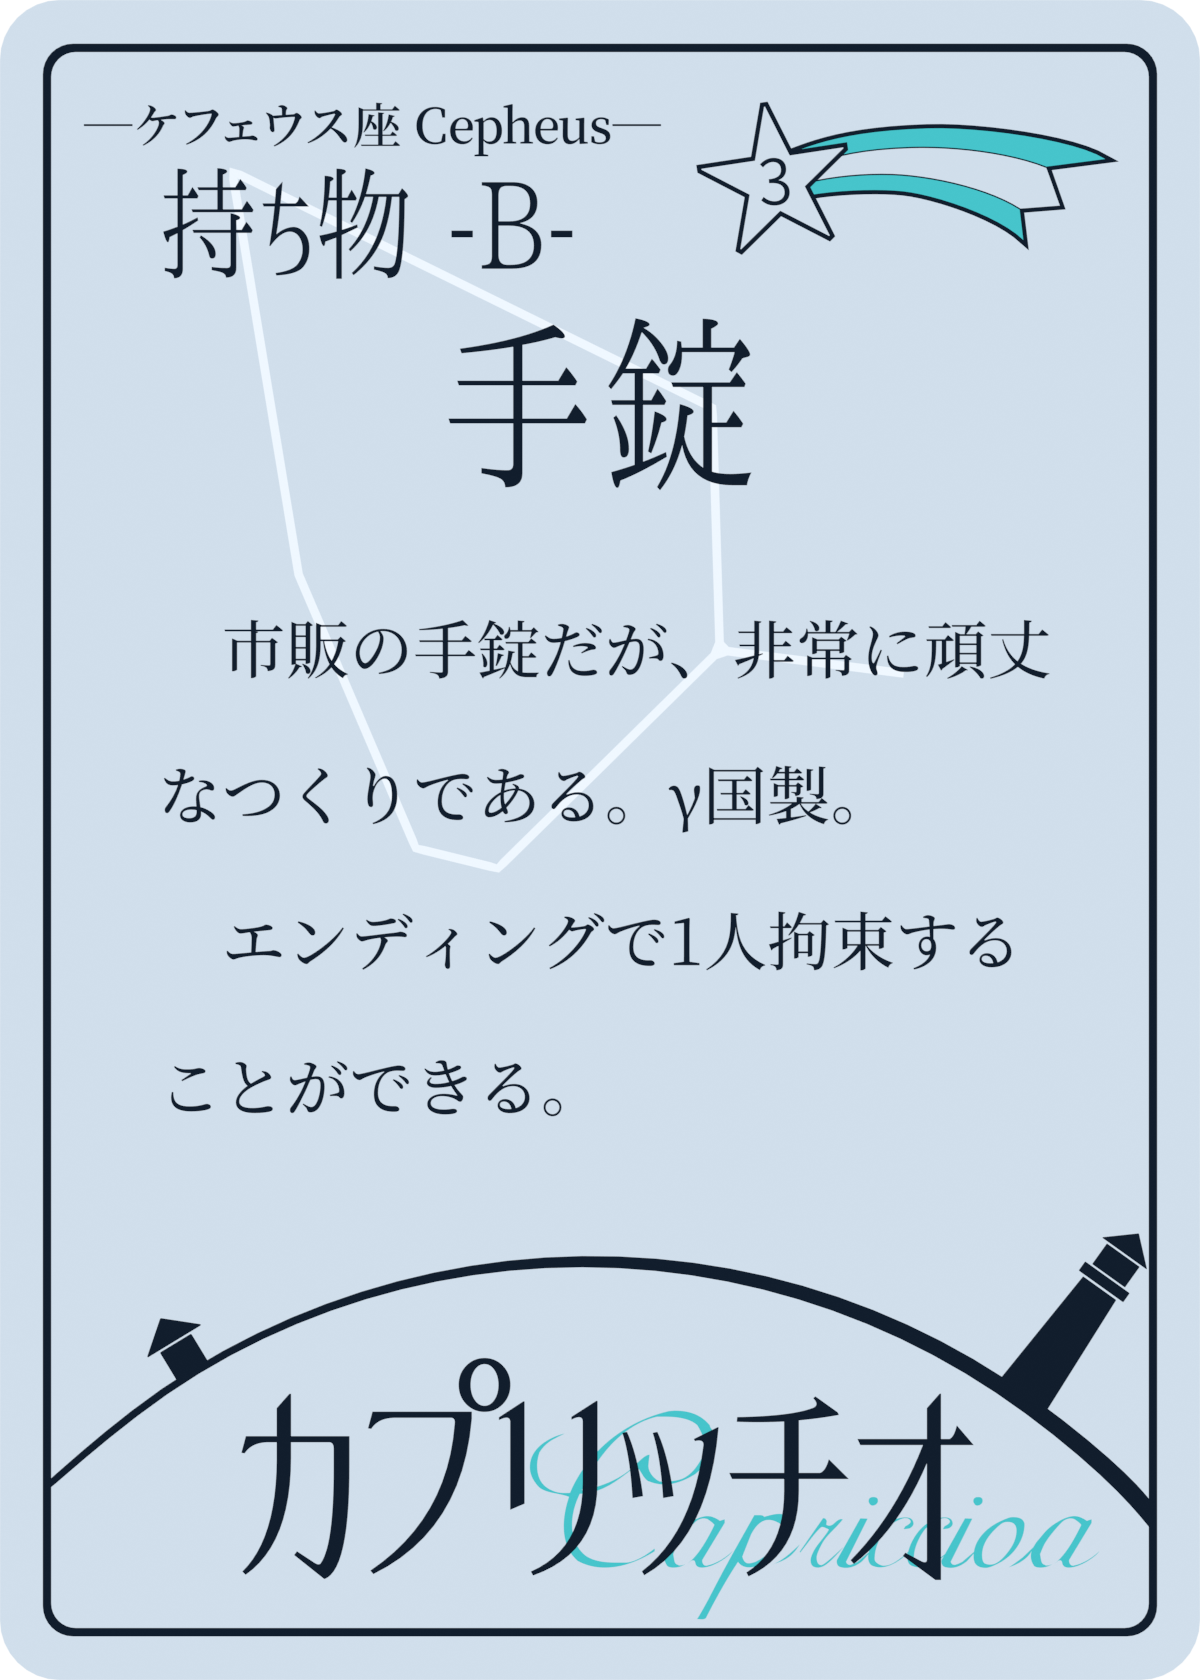 ―ケフェウス座 Cepheus―
3
持ち物 -B-
手錠
市販の手錠だが、非常に頑丈
なつくりである。γ国製。
エンディングで1人拘束する
ことができる。
カプリッチオ
Capriccioa